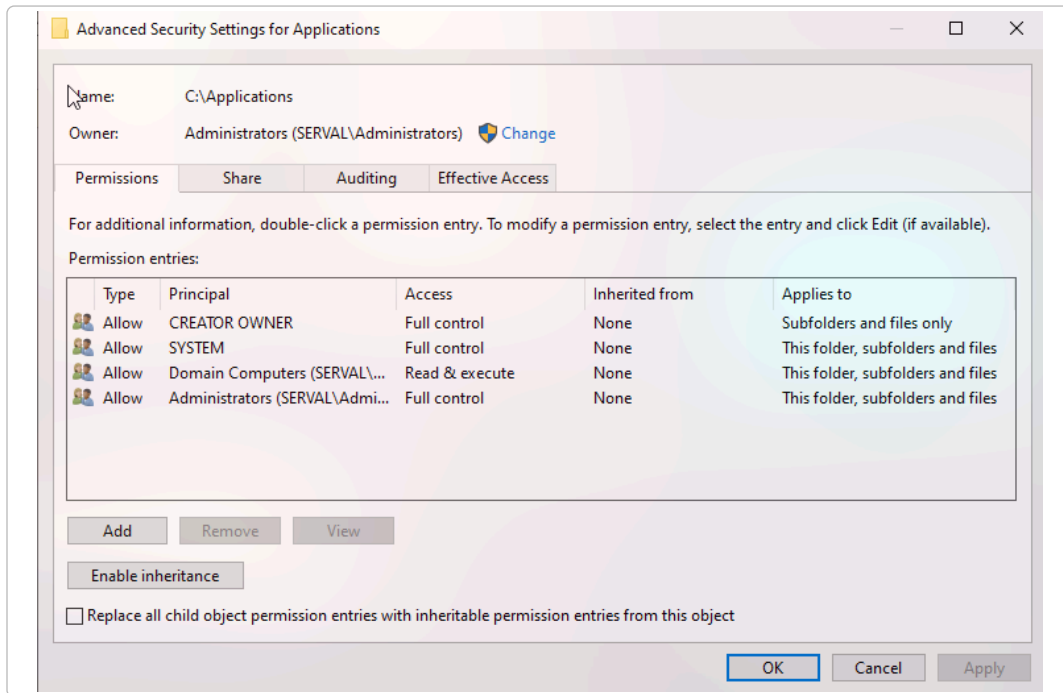 Advanced Security Settings for Applications
Name: C:\Applications
Owner: Administrators (SERVAL\Administrators) Change
Permissions Share Auditing Effective Access
For additional information, double-click a permission entry. To modify a permission entry, select the entry and click Edit (if available).
Permission entries:
Type Principal Access Inherited from Applies to
Allow CREATOR OWNER Full control None Subfolders and files only
Allow SYSTEM Full control None This folder, subfolders and files
Allow Domain Computers (SERVAL\... Read & execute None This folder, subfolders and files
Allow Administrators (SERVAL\Admi... Full control None This folder, subfolders and files
Add Remove View
Enable inheritance
Replace all child object permission entries with inheritable permission entries from this object
OK Cancel Apply